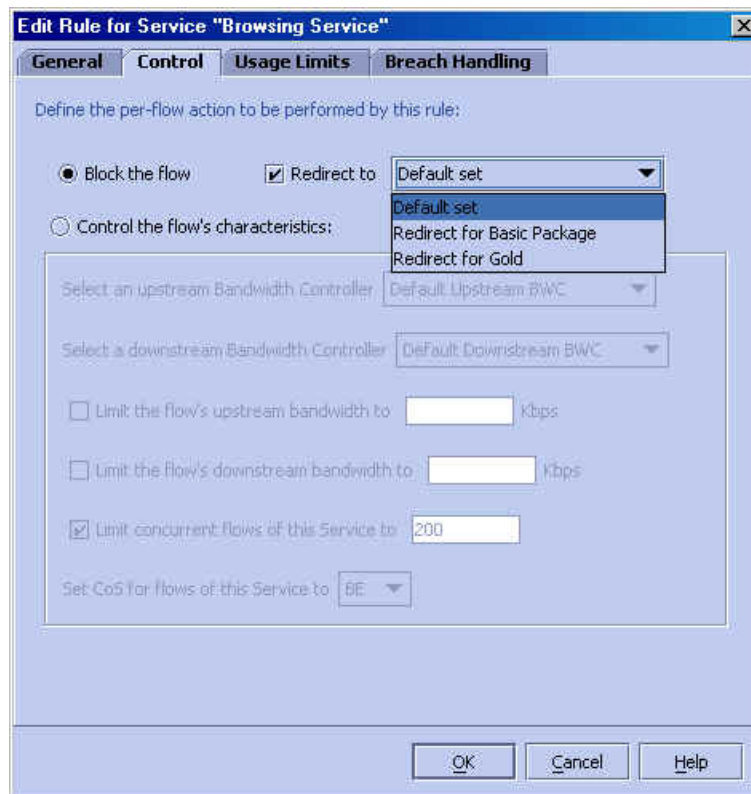 Edit Rule for Service "Browsing Service"
General Control Usage Limits Breach Handling
Define the per-flow action to be performed by this rule:
Block the flow Redirect to Default set
Default set
Redirect for Basic Package
Redirect for Gold
Control the flow's characteristics:
Select an upstream Bandwidth Controller Default Upstream BWC
Select a downstream Bandwidth Controller Default Downstream BWC
Limit the flow's upstream bandwidth to Kbps
Limit the flow's downstream bandwidth to Kbps
Limit concurrent flows of this Service to 200
Set CoS for flows of this Service to BE
OK Cancel Help